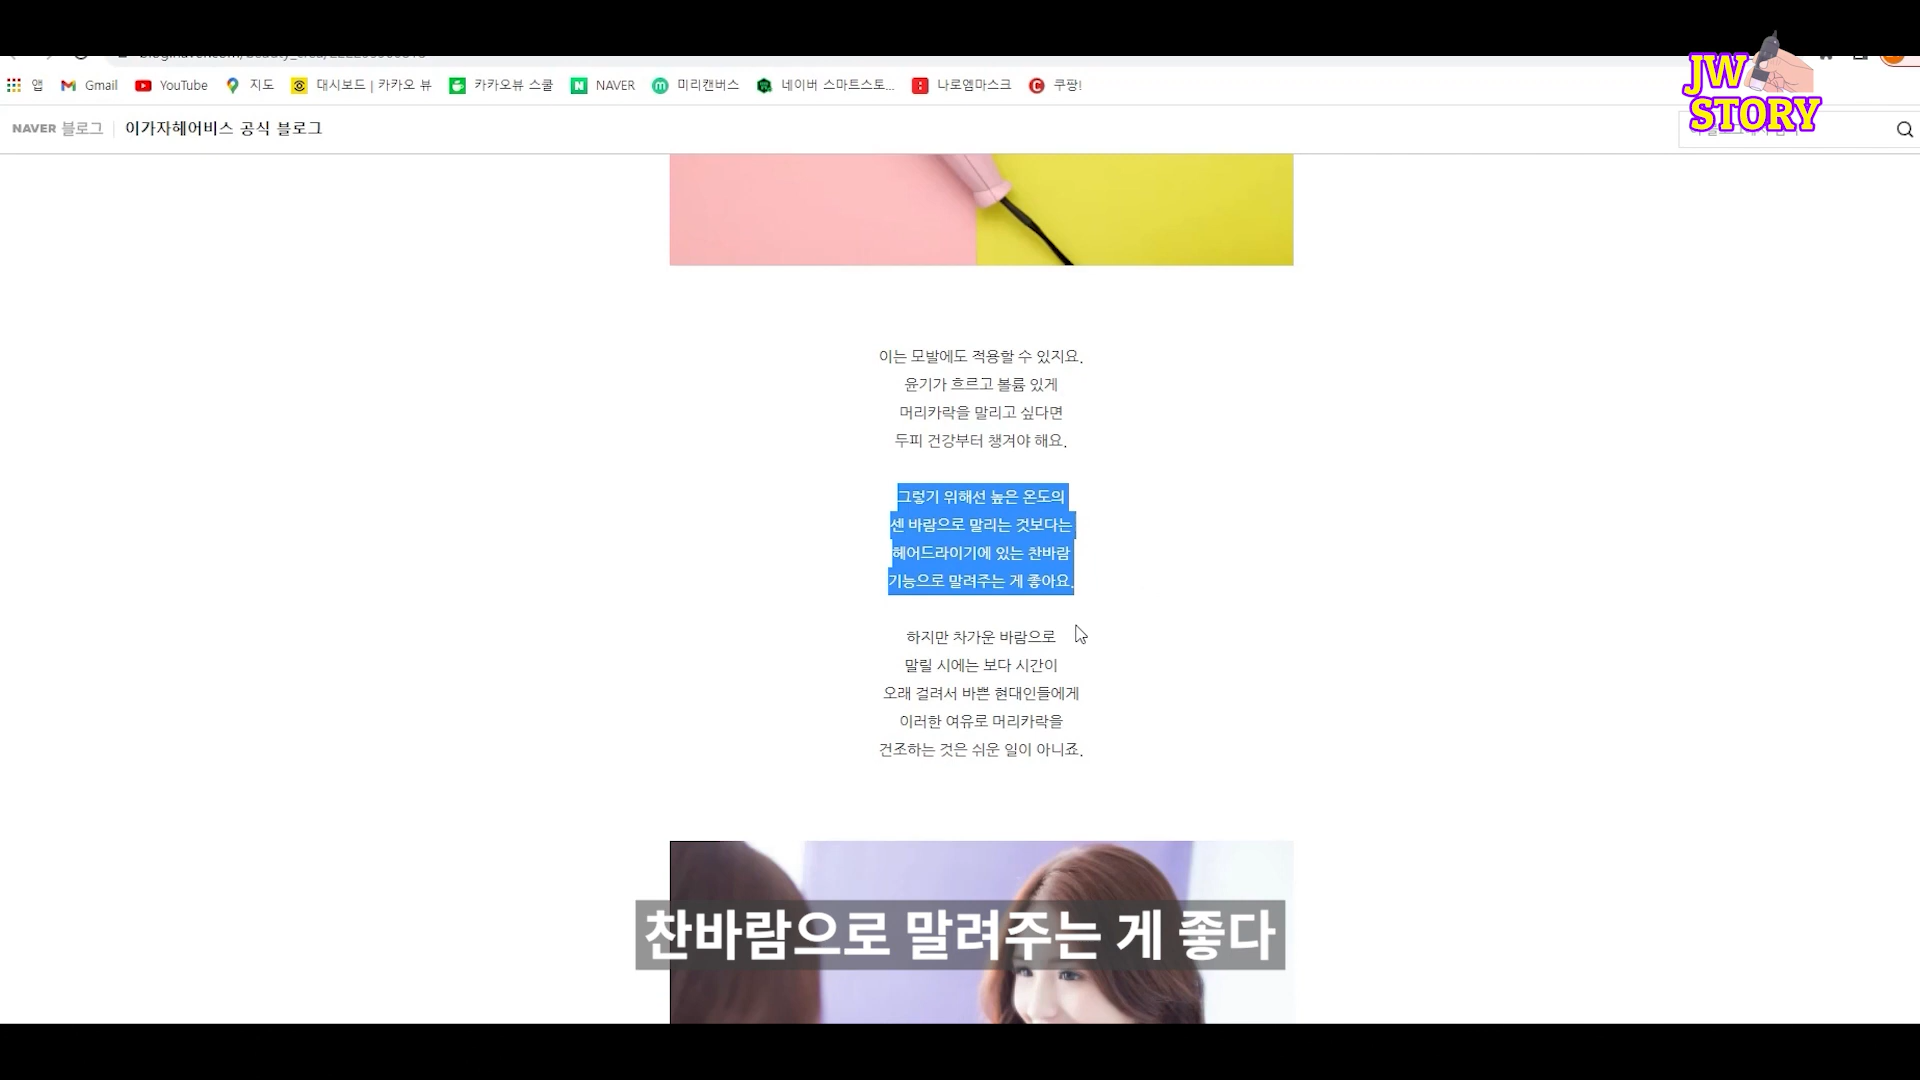 앱 Gmail YouTube 지도 대시보드 | 카카오 뷰 카카오뷰 스쿨 NAVER 미리캔버스 네이버 스마트스토... 나로엠마스크 쿠팡!
JW
STORY
NAVER 블로그 이가자헤어비스 공식 블로그
이는 모발에도 적용할 수 있지요.
윤기가 흐르고 볼륨 있게
머리카락을 말리고 싶다면
두피 건강부터 챙겨야 해요.
그렇기 위해선 높은 온도의
센 바람으로 말리는 것보다는
헤어드라이기에 있는 찬바람
기능으로 말려주는 게 좋아요.
하지만 차가운 바람으로
말릴 시에는 보다 시간이
오래 걸려서 바쁜 현대인들에게
이러한 여유로 머리카락을
건조하는 것은 쉬운 일이 아니죠.
찬바람으로 말려주는 게 좋다